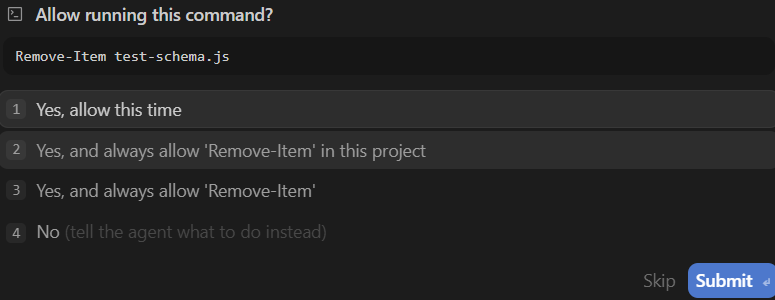 Allow running this command?
Remove-Item test-schema.js
1 Yes, allow this time
2 Yes, and always allow 'Remove-Item' in this project
3 Yes, and always allow 'Remove-Item'
4 No (tell the agent what to do instead)
Skip Submit